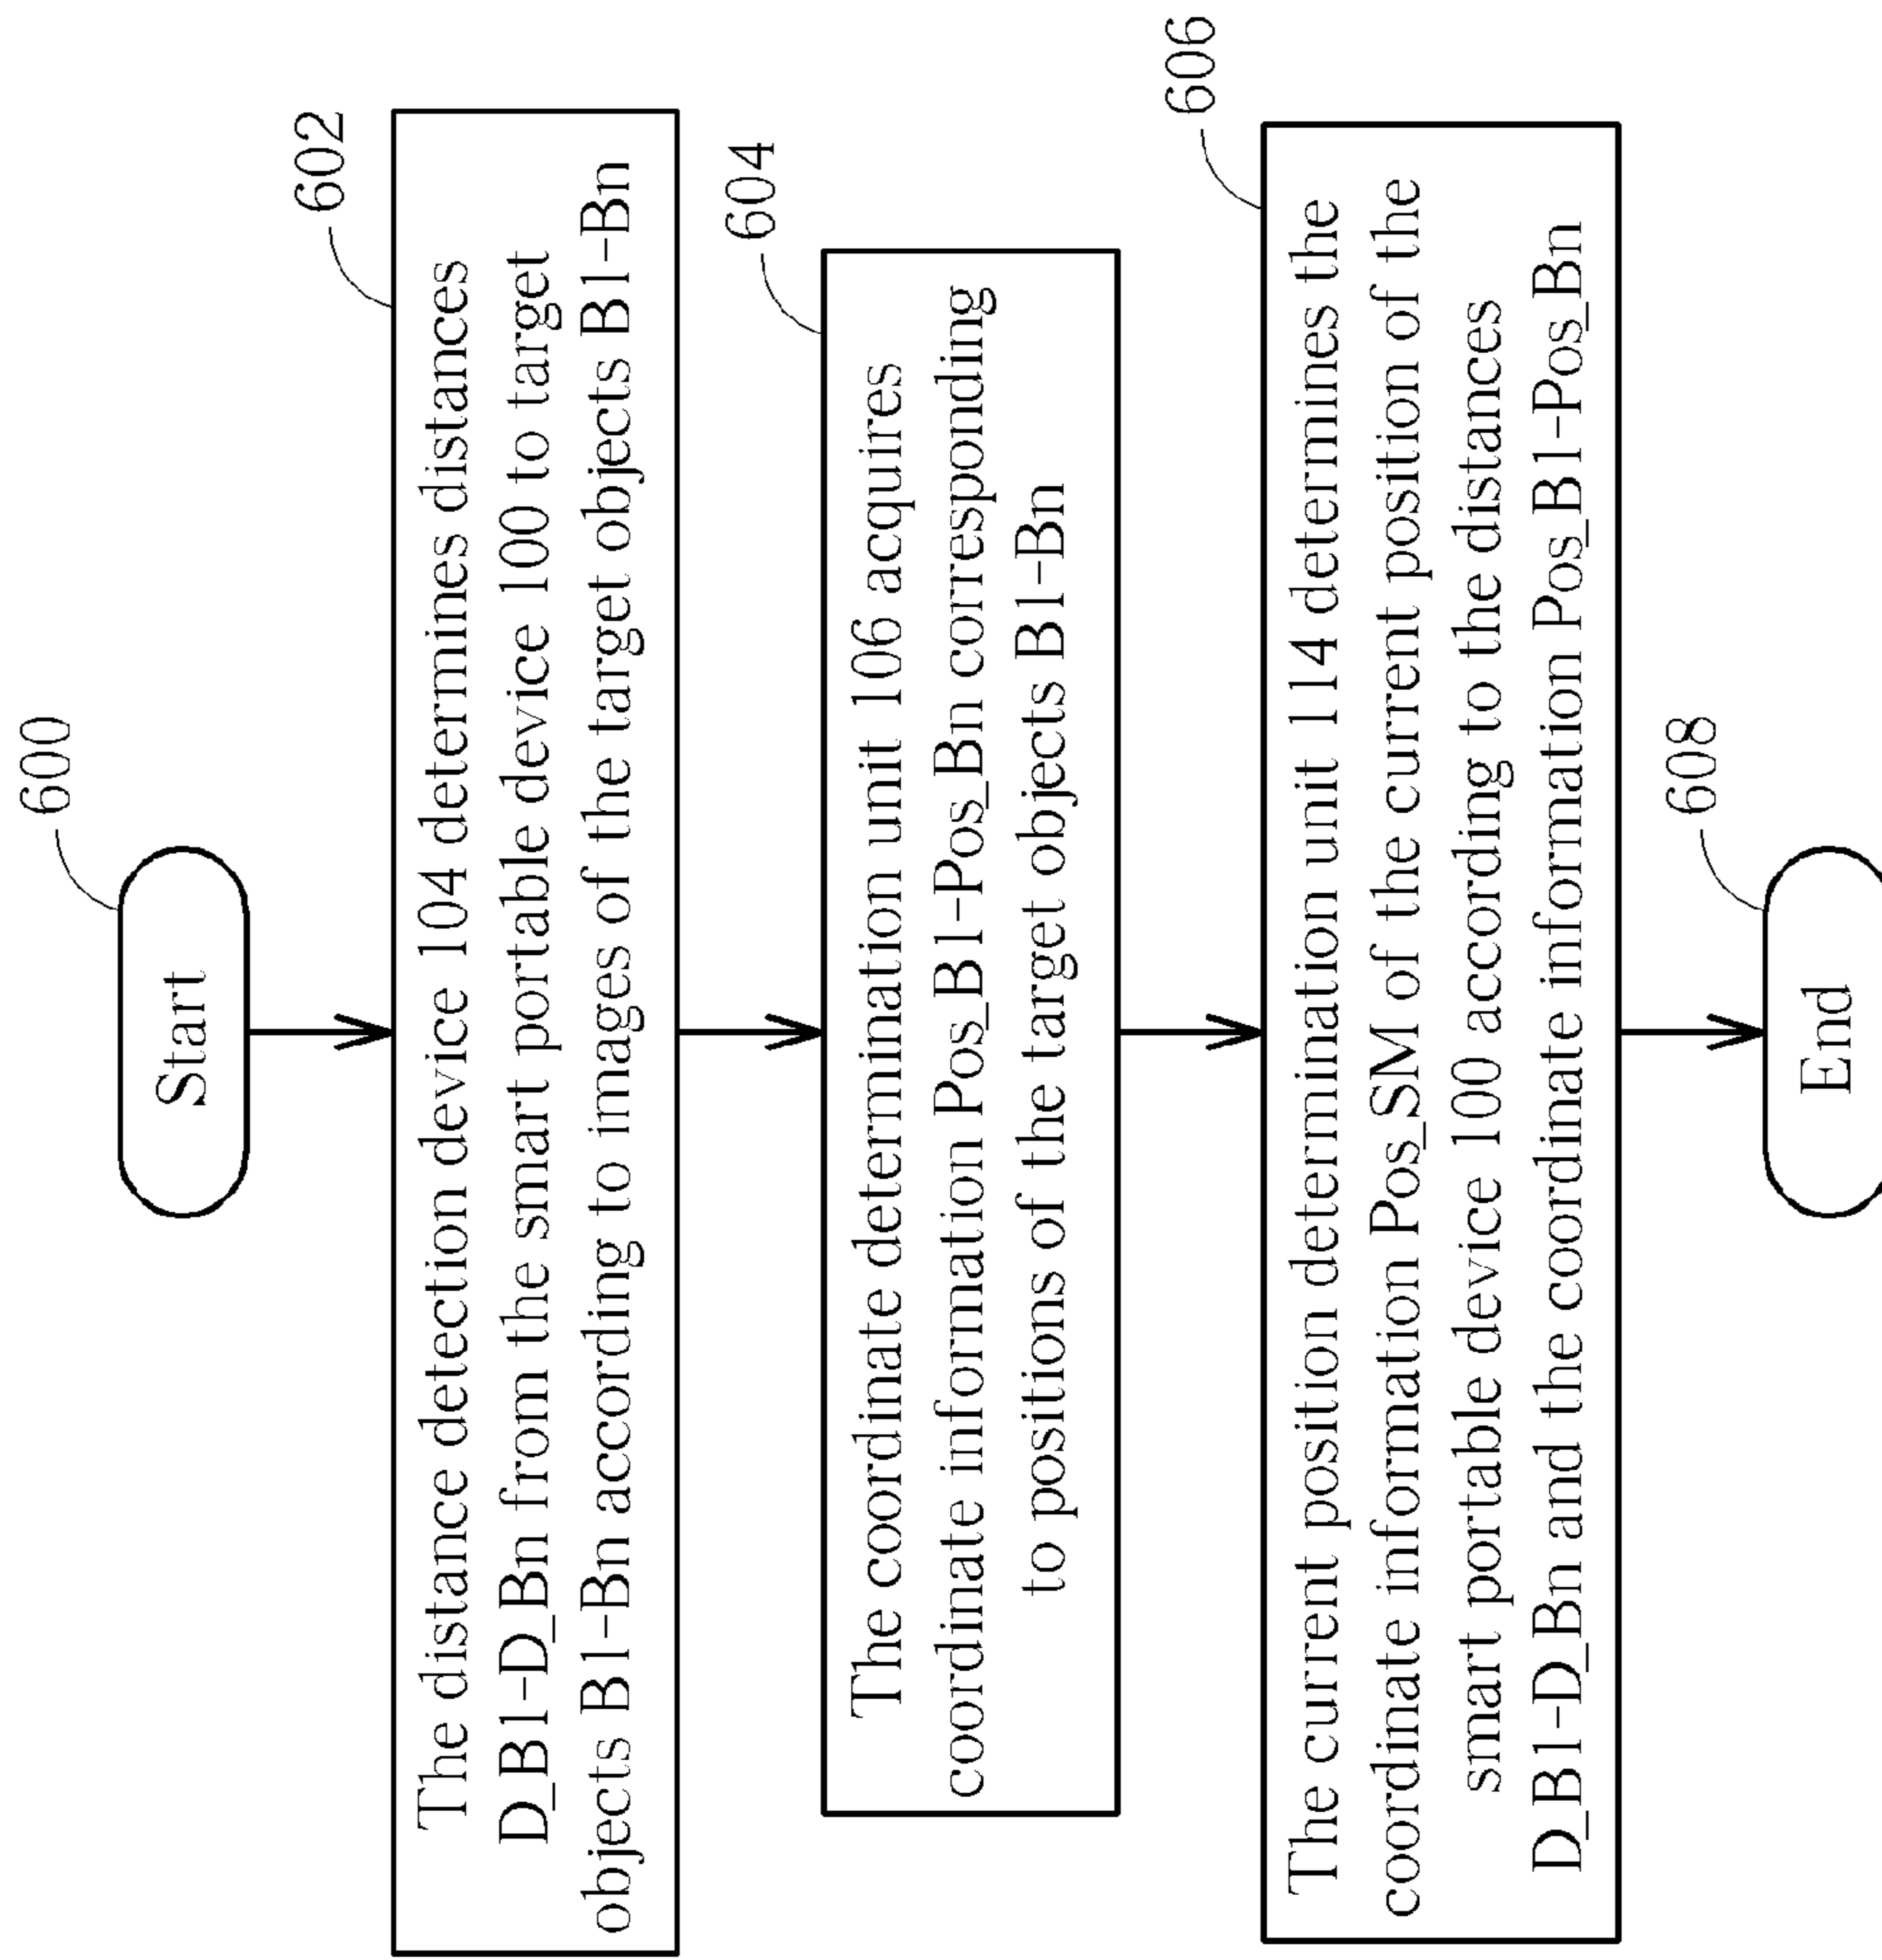 600
Start
602
The distance detection device 104 determines distances
D_B1-D_Bn from the smart portable device 100 to target
objects B1-Bn according to images of the target objects B1-Bn
604
The coordinate determination unit 106 acquires
coordinate information Pos_B1-Pos_Bn corresponding
to positions of the target objects B1-Bn
606
The current position determination unit 114 determines the
coordinate information Pos_SM of the current position of the
smart portable device 100 according to the distances
D_B1-D_Bn and the coordinate information Pos_B1-Pos_Bn
608
End